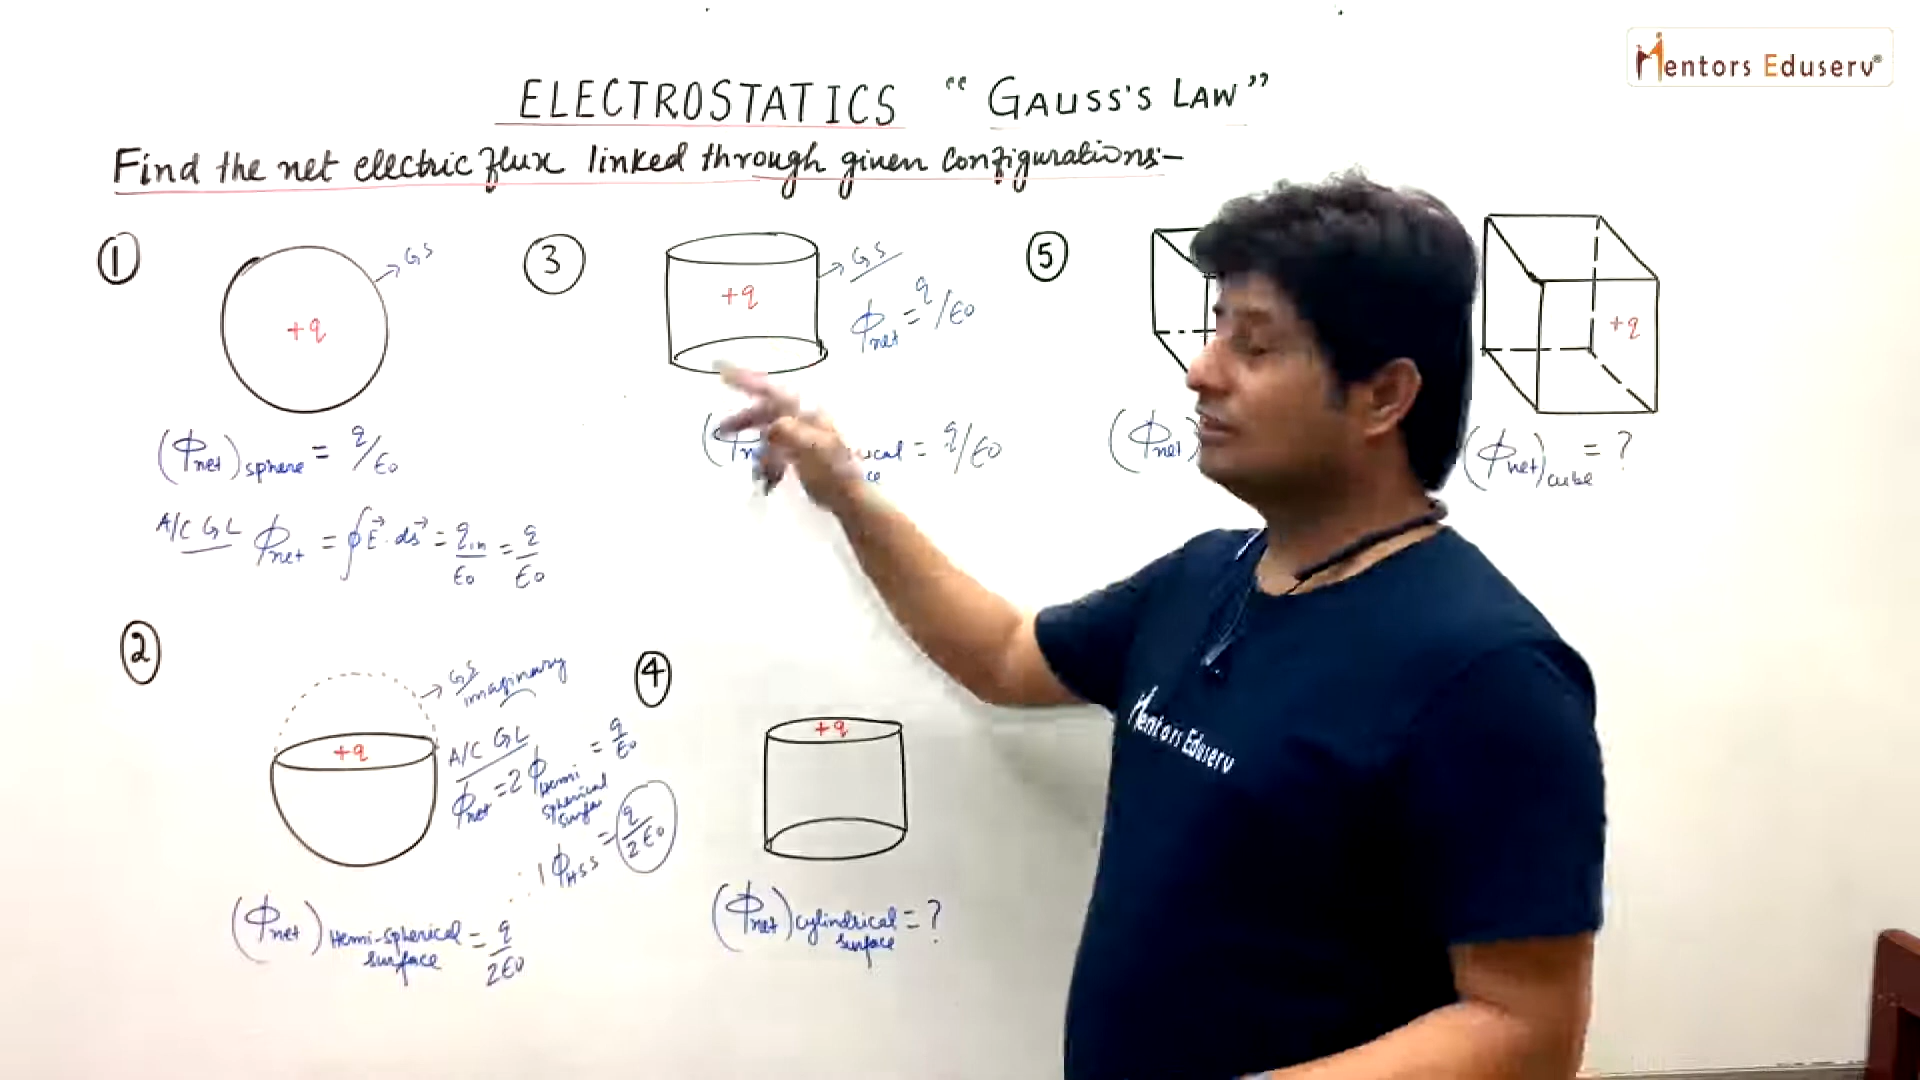 Mentors Eduserv®
ELECTROSTATICS “GAUSS'S LAW”
Find the net electric flux linked through given configurations:-
①
GS
+q
(Φnet)sphere = q/ε0
A/C GL Φnet = ∮E⃗.ds⃗ = qin/ε0 = q/ε0
②
GS
imaginary
+q
A/C GL
Φnet = 2 Φ Hemi spherical surfa = q/ε0
ΦHSS = q/2ε0
(Φnet) Hemi-spherical surface = q/2ε0
③
GS
+q
Φnet = q/ε0
= q/ε0
④
+q
(Φnet) cylindrical surface = ?
⑤
(Φnet)
+q
(Φnet)cube = ?
Mentors Eduserv